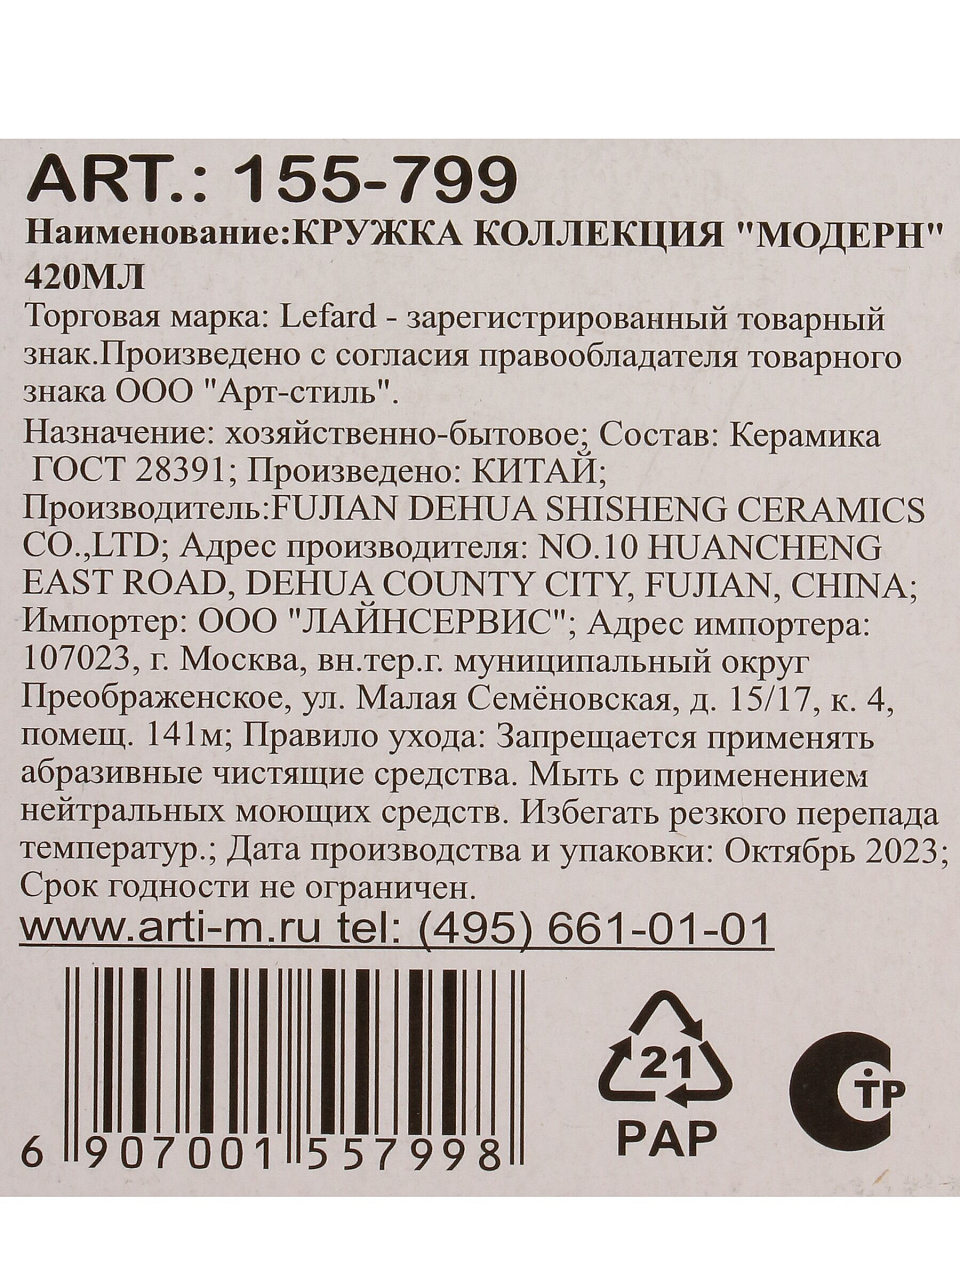 ART.: 155-799
Наименование:КРУЖКА КОЛЛЕКЦИЯ "МОДЕРН"
420МЛ
Торговая марка: Lefard - зарегистрированный товарный
знак.Произведено с согласия правообладателя товарного
знака ООО "Арт-стиль".
Назначение: хозяйственно-бытовое; Состав: Керамика
ГОСТ 28391; Произведено: КИТАЙ;
Производитель:FUJIAN DEHUA SHISHENG CERAMICS
CO.,LTD; Адрес производителя: NO.10 HUANCHENG
EAST ROAD, DEHUA COUNTY CITY, FUJIAN, CHINA;
Импортер: ООО "ЛАЙНСЕРВИС"; Адрес импортера:
107023, г. Москва, вн.тер.г. муниципальный округ
Преображенское, ул. Малая Семёновская, д. 15/17, к. 4,
помещ. 141м; Правило ухода: Запрещается применять
абразивные чистящие средства. Мыть с применением
нейтральных моющих средств. Избегать резкого перепада
температур.; Дата производства и упаковки: Октябрь 2023;
Срок годности не ограничен.
www.arti-m.ru tel: (495) 661-01-01
6 907001 557998
21
PAP
ТР